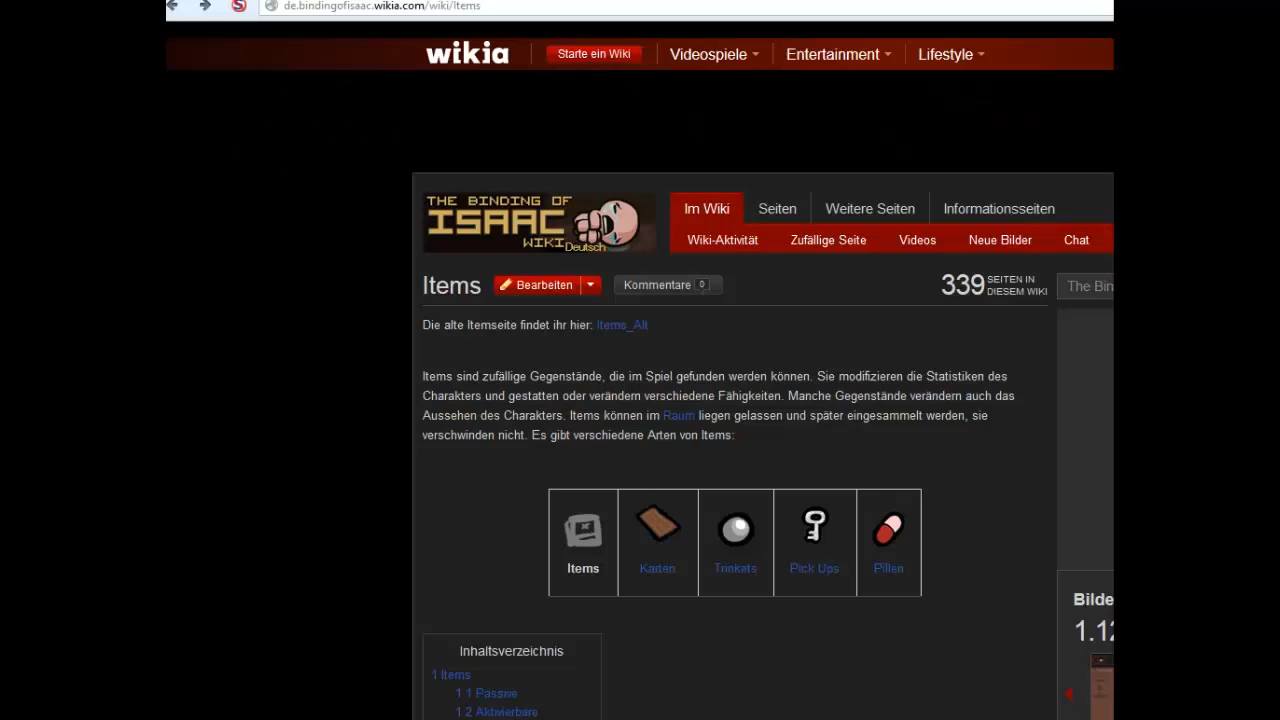 de.bindingofisaac.wikia.com/wiki/Items
wikia
Starte ein Wiki
Videospiele
Entertainment
Lifestyle
THE BINDING OF
ISAAC
WIKI Deutsch
Im Wiki
Seiten
Weitere Seiten
Informationsseiten
Wiki-Aktivität
Zufällige Seite
Videos
Neue Bilder
Chat
Items
Bearbeiten
Kommentare 0
339 SEITEN IN
DIESEM WIKI
The Bin
Die alte Itemseite findet ihr hier: Items_Alt
Items sind zufällige Gegenstände, die im Spiel gefunden werden können. Sie modifizieren die Statistiken des
Charakters und gestatten oder verändern verschiedene Fähigkeiten. Manche Gegenstände verändern auch das
Aussehen des Charakters. Items können im Raum liegen gelassen und später eingesammelt werden, sie
verschwinden nicht. Es gibt verschiedene Arten von Items:
Items
Karten
Trinkets
Pick Ups
Pillen
Bilde
1.12
Inhaltsverzeichnis
1 Items
1.1 Passive
1.2 Aktivierbare